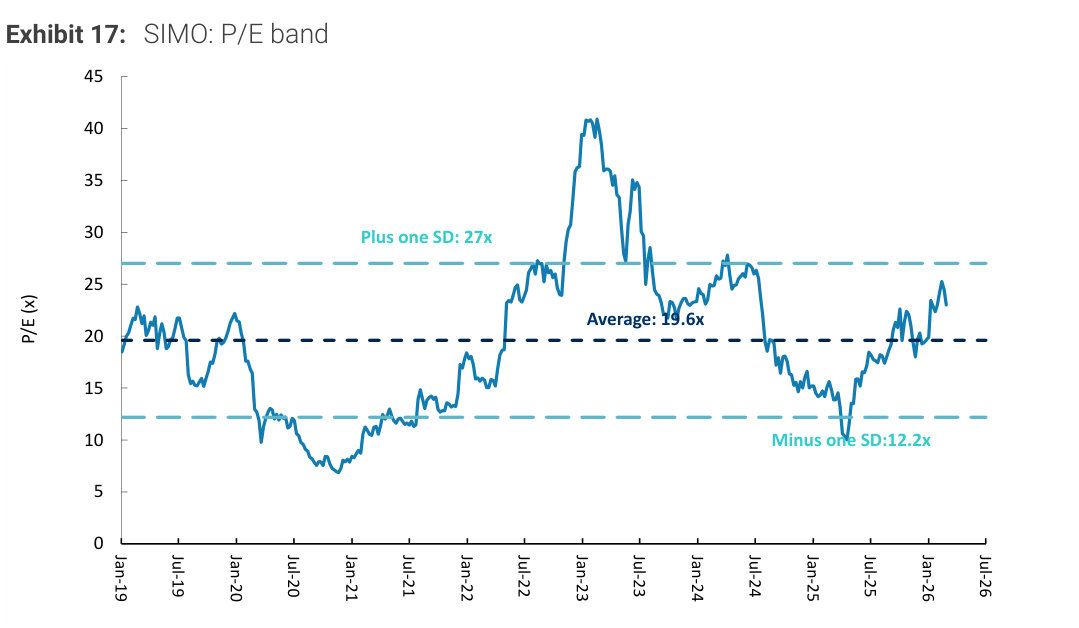 Exhibit 17: SIMO: P/E band
45
40
35
30
25
20
15
10
5
0
P/E (x)
Plus one SD: 27x
Average: 19.6x
Minus one SD:12.2x
Jan-19
Jul-19
Jan-20
Jul-20
Jan-21
Jul-21
Jan-22
Jul-22
Jan-23
Jul-23
Jan-24
Jul-24
Jan-25
Jul-25
Jan-26
Jul-26